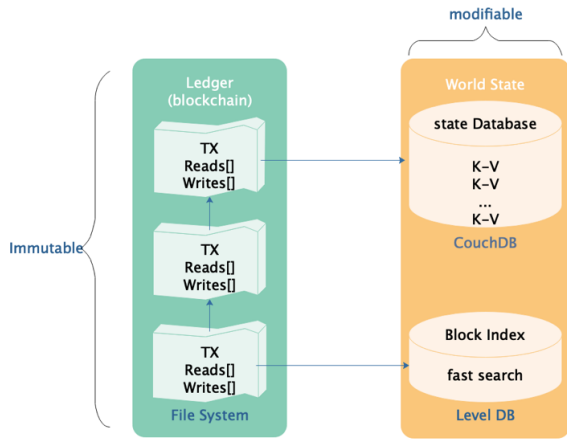 modifiable
Immutable
Ledger
(blockchain)
TX
Reads[]
Writes[]
TX
Reads[]
Writes[]
TX
Reads[]
Writes[]
File System
World State
state Database
K-V
K-V
...
K-V
CouchDB
Block Index
fast search
Level DB